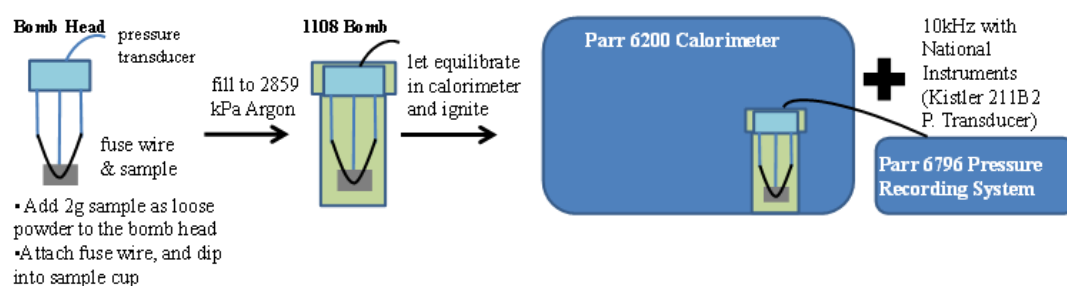 Bomb Head
pressure
transducer
fuse wire
& sample
▪Add 2g sample as loose
powder to the bomb head
▪Attach fuse wire, and dip
into sample cup
fill to 2859
kPa Argon
1108 Bomb
let equilibrate
in calorimeter
and ignite
Parr 6200 Calorimeter
10kHz with
National
Instruments
(Kistler 211B2
P. Transducer)
Parr 6796 Pressure
Recording System